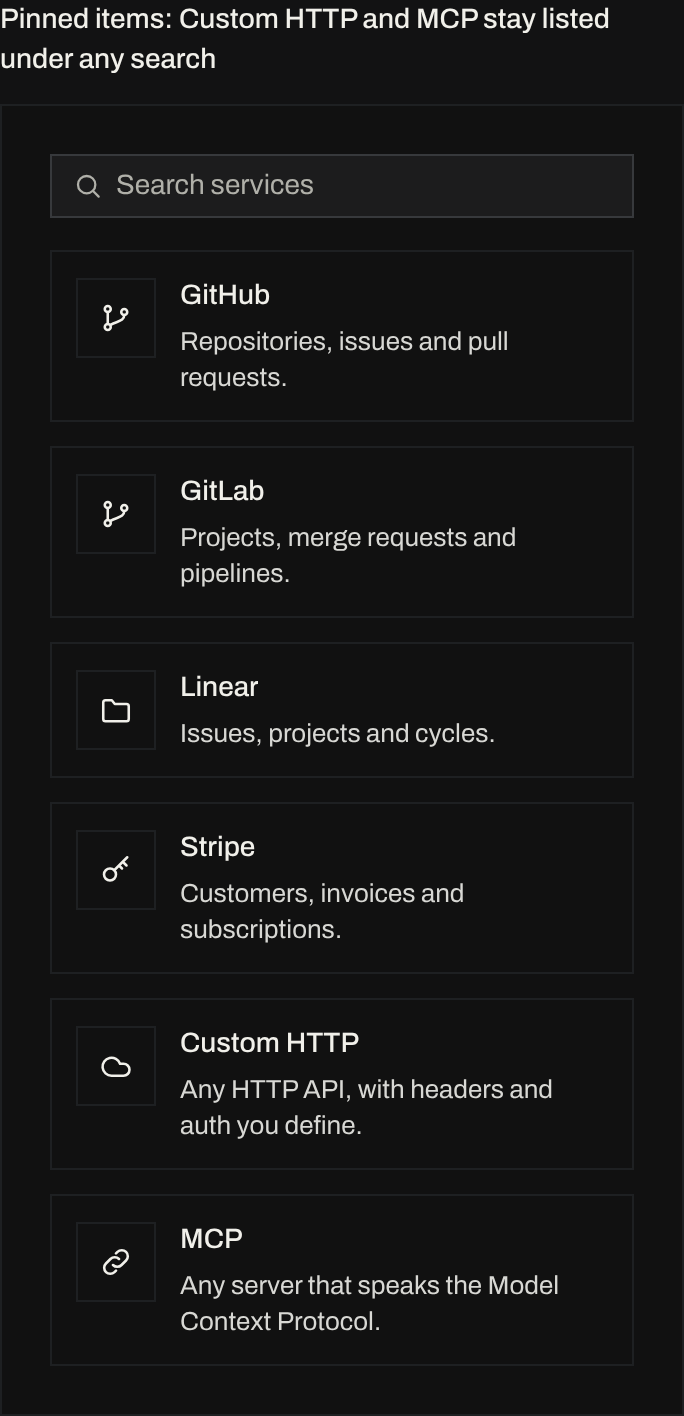 Pinned items: Custom HTTP and MCP stay listed
under any search
Search services
GitHub
Repositories, issues and pull
requests.
GitLab
Projects, merge requests and
pipelines.
Linear
Issues, projects and cycles.
Stripe
Customers, invoices and
subscriptions.
Custom HTTP
Any HTTP API, with headers and
auth you define.
MCP
Any server that speaks the Model
Context Protocol.